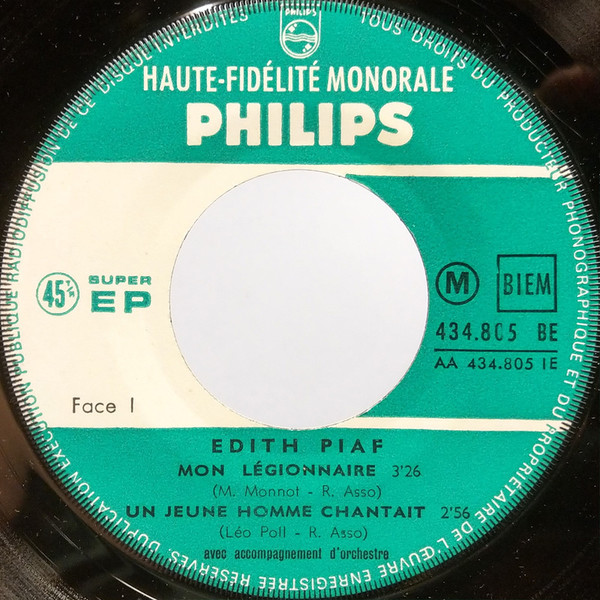 TOUS DROITS DU PRODUCTEUR PHONOGRAPHIQUE ET DU PROPRIÉTAIRE DE L'ŒUVRE ENREGISTRÉE RÉSERVÉS. DUPLICATION EXÉCUTION PUBLIQUE RADIODIFFUSION DE CE DISQUE INTERDITES
PHILIPS
HAUTE-FIDÉLITÉ MONORALE
PHILIPS
45 T/R
SUPER
EP
M
BIEM
434.805 BE
AA 434.805 1E
Face 1
EDITH PIAF
MON LÉGIONNAIRE 3'26
(M. Monnot - R. Asso)
UN JEUNE HOMME CHANTAIT 2'56
(Léo Poll - R. Asso)
avec accompagnement d'orchestre